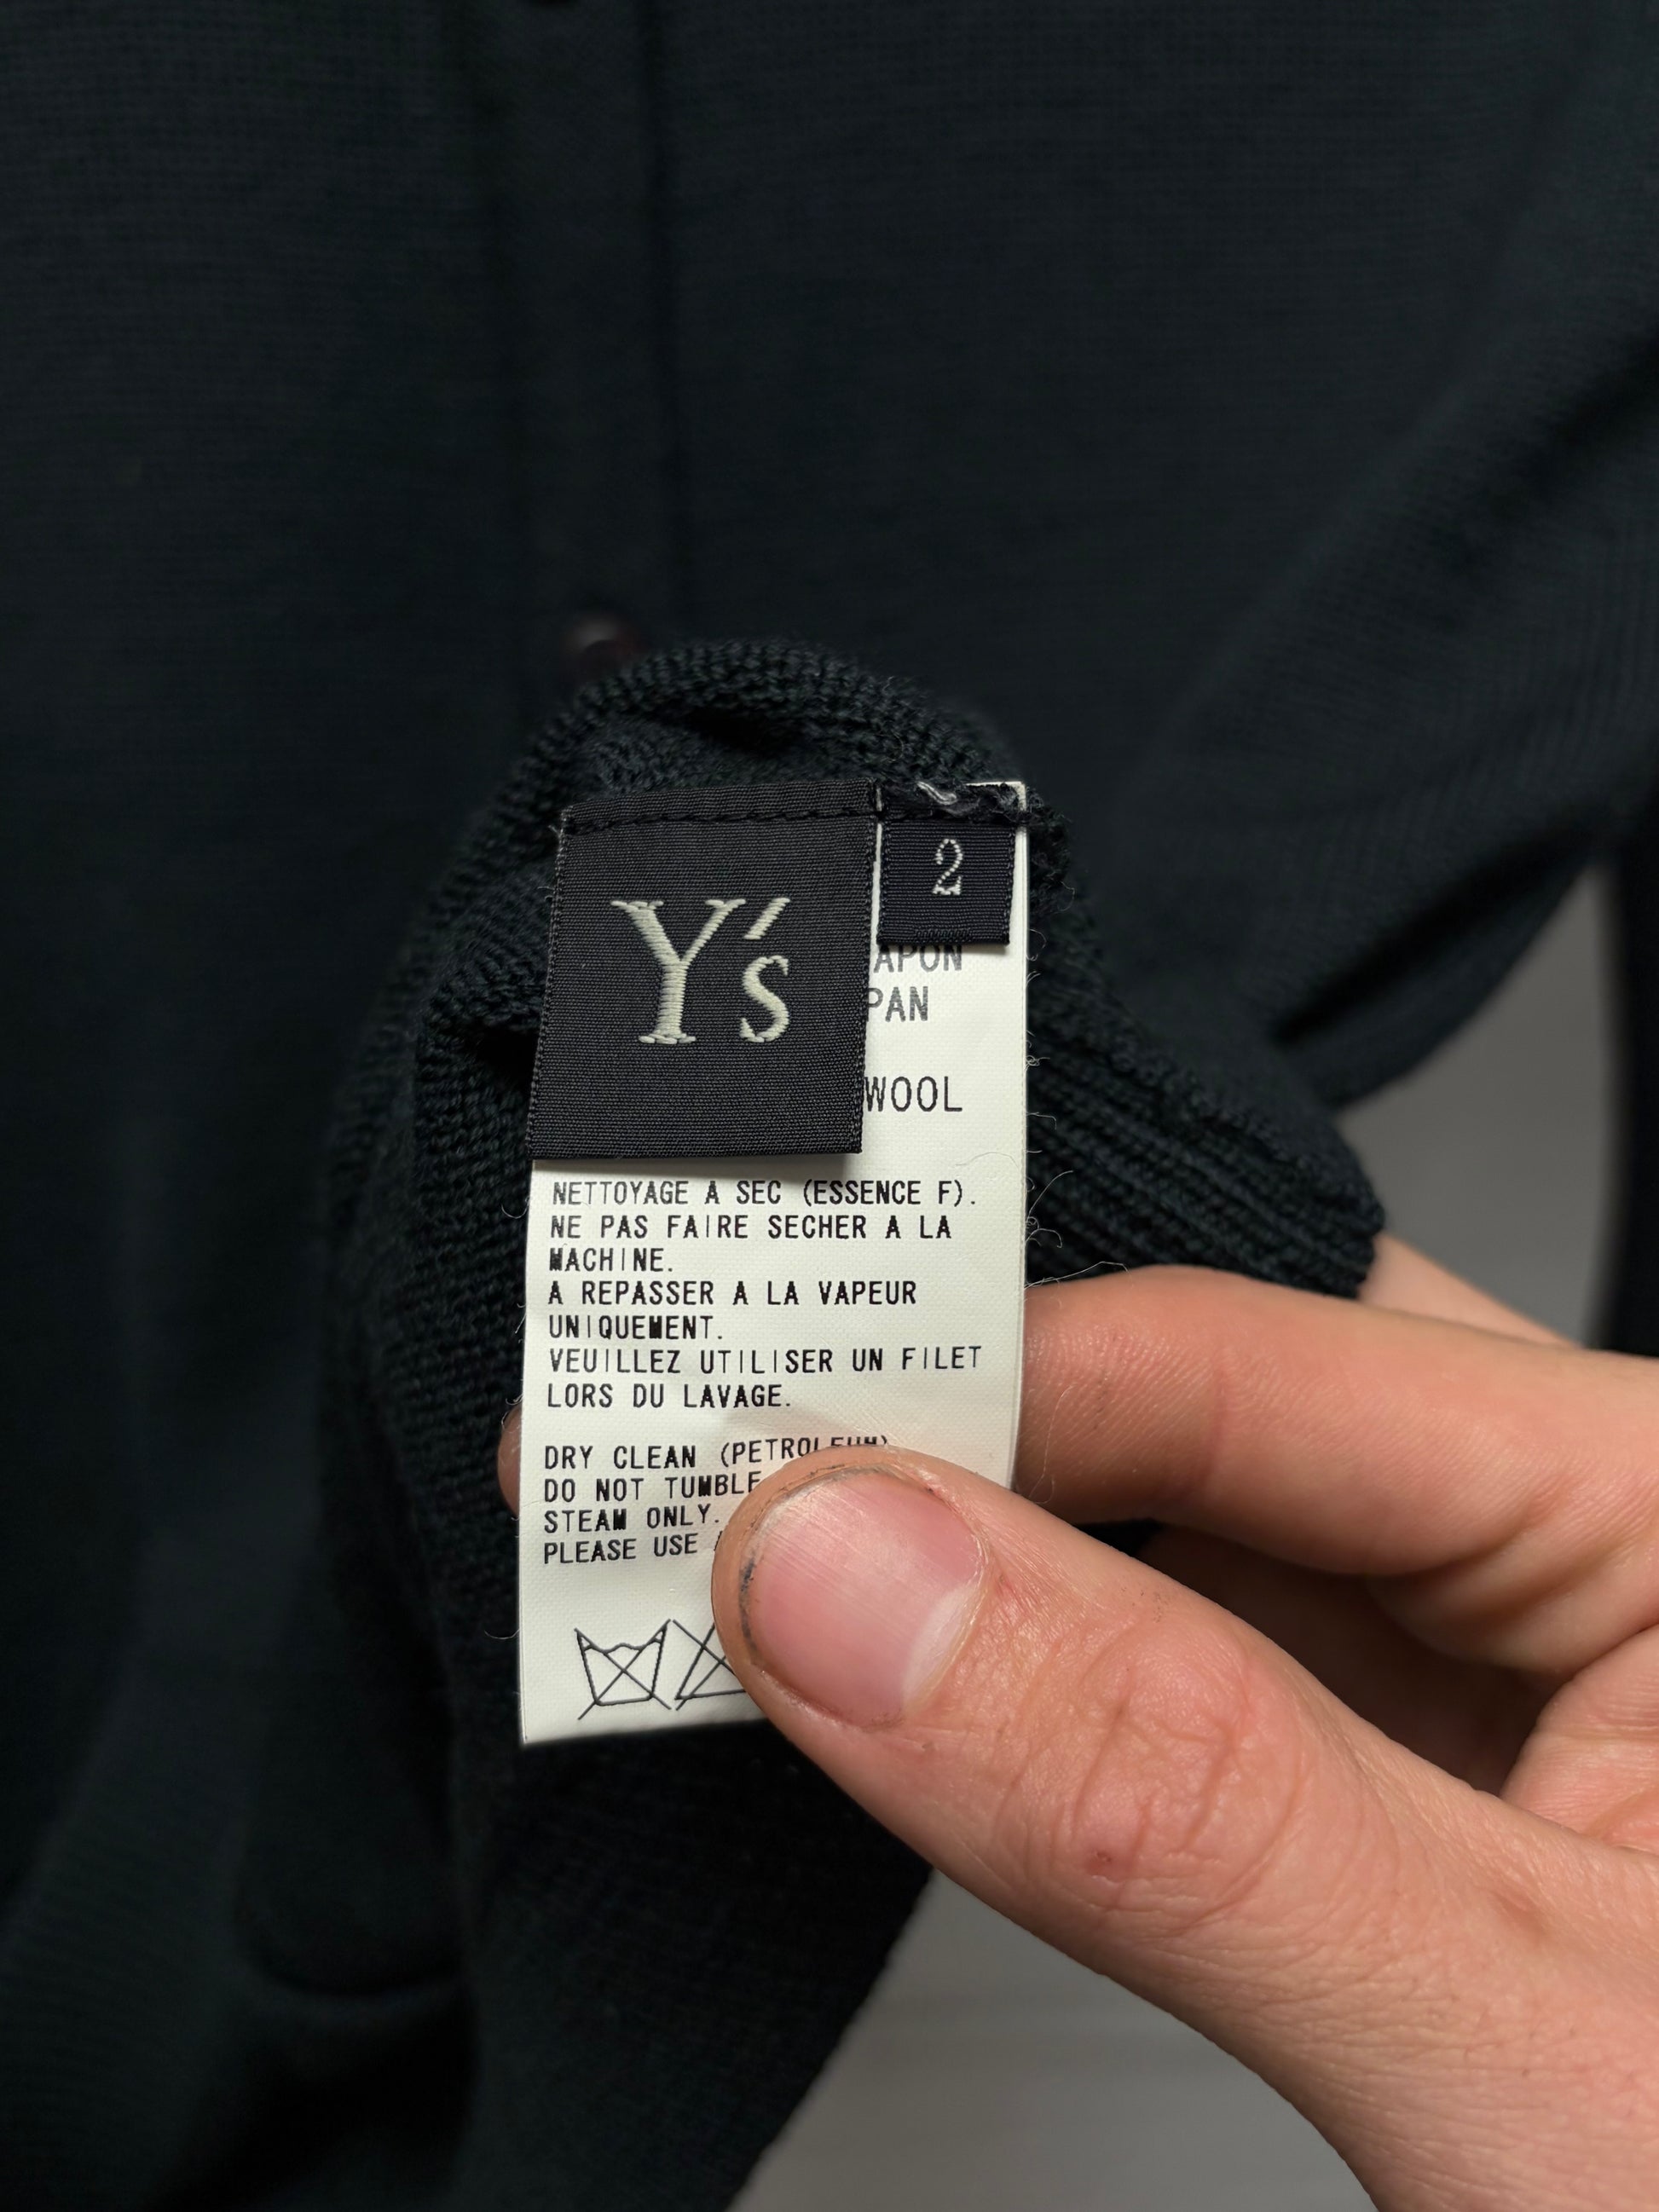 Y's
2
APON
PAN
WOOL
NETTOYAGE A SEC (ESSENCE F).
NE PAS FAIRE SECHER A LA
MACHINE.
A REPASSER A LA VAPEUR
UNIQUEMENT.
VEUILLEZ UTILISER UN FILET
LORS DU LAVAGE.
DRY CLEAN (PETROLEUM)
DO NOT TUMBLE
STEAM ONLY.
PLEASE USE